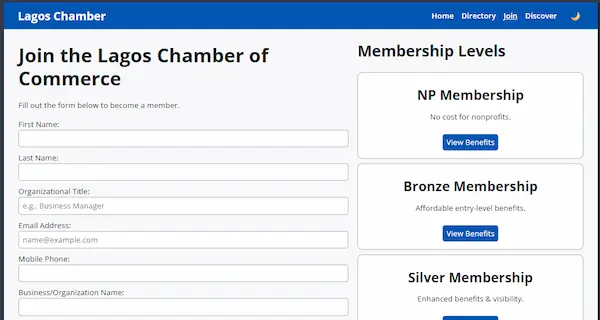 Lagos Chamber
Home Directory Join Discover
Join the Lagos Chamber of
Commerce
Fill out the form below to become a member.
First Name:
Last Name:
Organizational Title:
e.g., Business Manager
Email Address:
name@example.com
Mobile Phone:
Business/Organization Name:
Membership Levels
NP Membership
No cost for nonprofits.
View Benefits
Bronze Membership
Affordable entry-level benefits.
View Benefits
Silver Membership
Enhanced benefits & visibility.